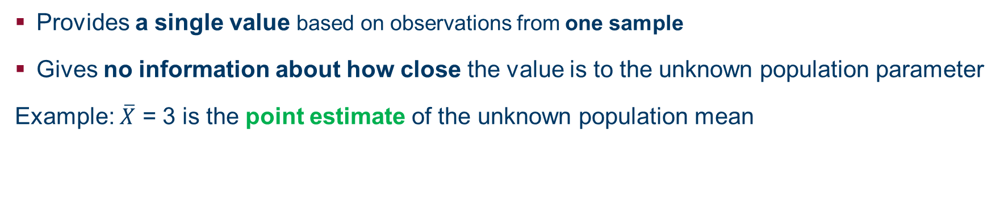 ▪ Provides a single value based on observations from one sample
▪ Gives no information about how close the value is to the unknown population parameter
Example: X̄ = 3 is the point estimate of the unknown population mean